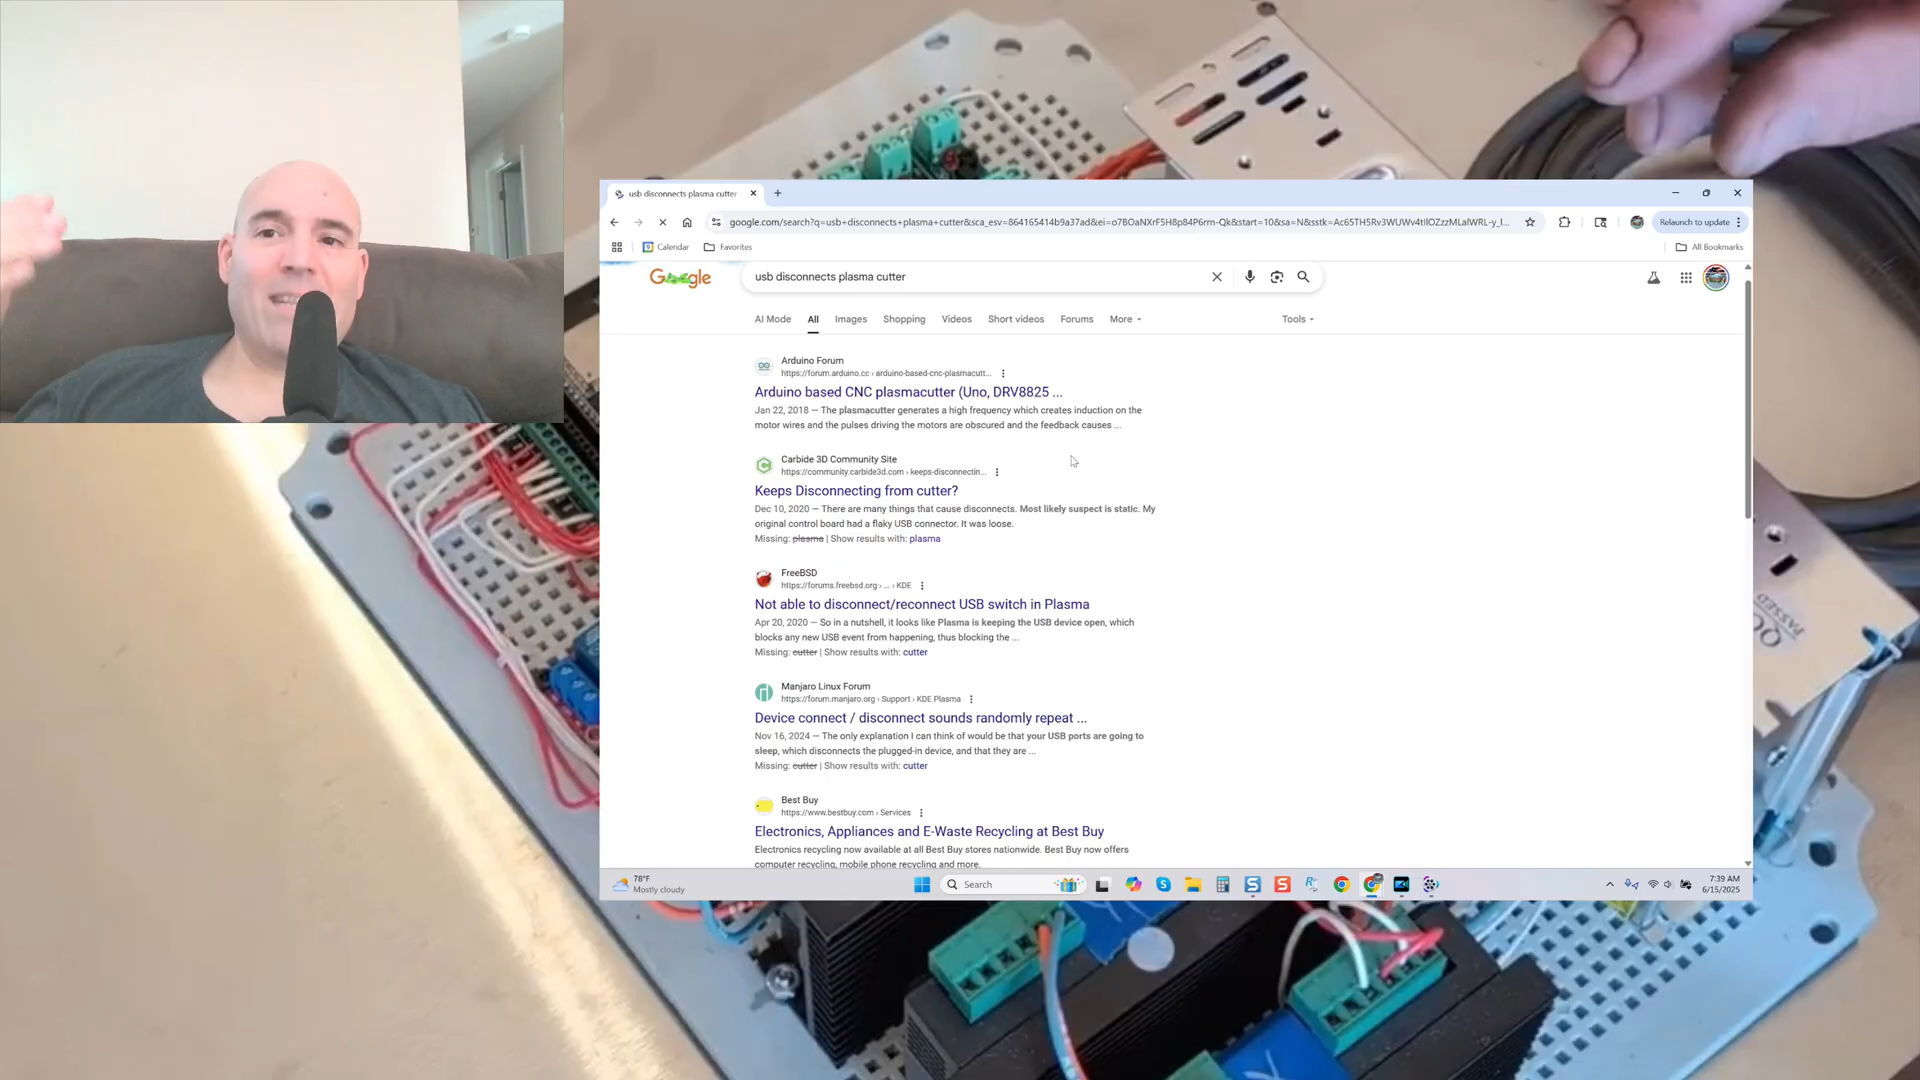 usb disconnects plasma cutter
google.com/search?q=usb+disconnects+plasma+cutter&sca_esv=864165414b9a37ad&ei=o7BOaNXrF5H8p84P6rrn-Qk&start=10&sa=N&sstk=Ac65TH5Rv3WUWv4tIlOZzzMLaIWRL-y_l...
Relaunch to update
Calendar
Favorites
All Bookmarks
Google
usb disconnects plasma cutter
AI Mode
All
Images
Shopping
Videos
Short videos
Forums
More
Tools
Arduino Forum
https://forum.arduino.cc › arduino-based-cnc-plasmacutt...
Arduino based CNC plasmacutter (Uno, DRV8825 ...
Jan 22, 2018 — The plasmacutter generates a high frequency which creates induction on the
motor wires and the pulses driving the motors are obscured and the feedback causes ...
Carbide 3D Community Site
https://community.carbide3d.com › keeps-disconnectin...
Keeps Disconnecting from cutter?
Dec 10, 2020 — There are many things that cause disconnects. Most likely suspect is static. My
original control board had a flaky USB connector. It was loose.
Missing: plasma | Show results with: plasma
FreeBSD
https://forums.freebsd.org › ... › KDE
Not able to disconnect/reconnect USB switch in Plasma
Apr 20, 2020 — So in a nutshell, it looks like Plasma is keeping the USB device open, which
blocks any new USB event from happening, thus blocking the ...
Missing: cutter | Show results with: cutter
Manjaro Linux Forum
https://forum.manjaro.org › Support › KDE Plasma
Device connect / disconnect sounds randomly repeat ...
Nov 16, 2024 — The only explanation I can think of would be that your USB ports are going to
sleep, which disconnects the plugged-in device, and that they are ...
Missing: cutter | Show results with: cutter
Best Buy
https://www.bestbuy.com › Services
Electronics, Appliances and E-Waste Recycling at Best Buy
Electronics recycling now available at all Best Buy stores nationwide. Best Buy now offers
computer recycling, mobile phone recycling and more.
QC
PASSED
78°F
Mostly cloudy
Search
7:39 AM
6/15/2025